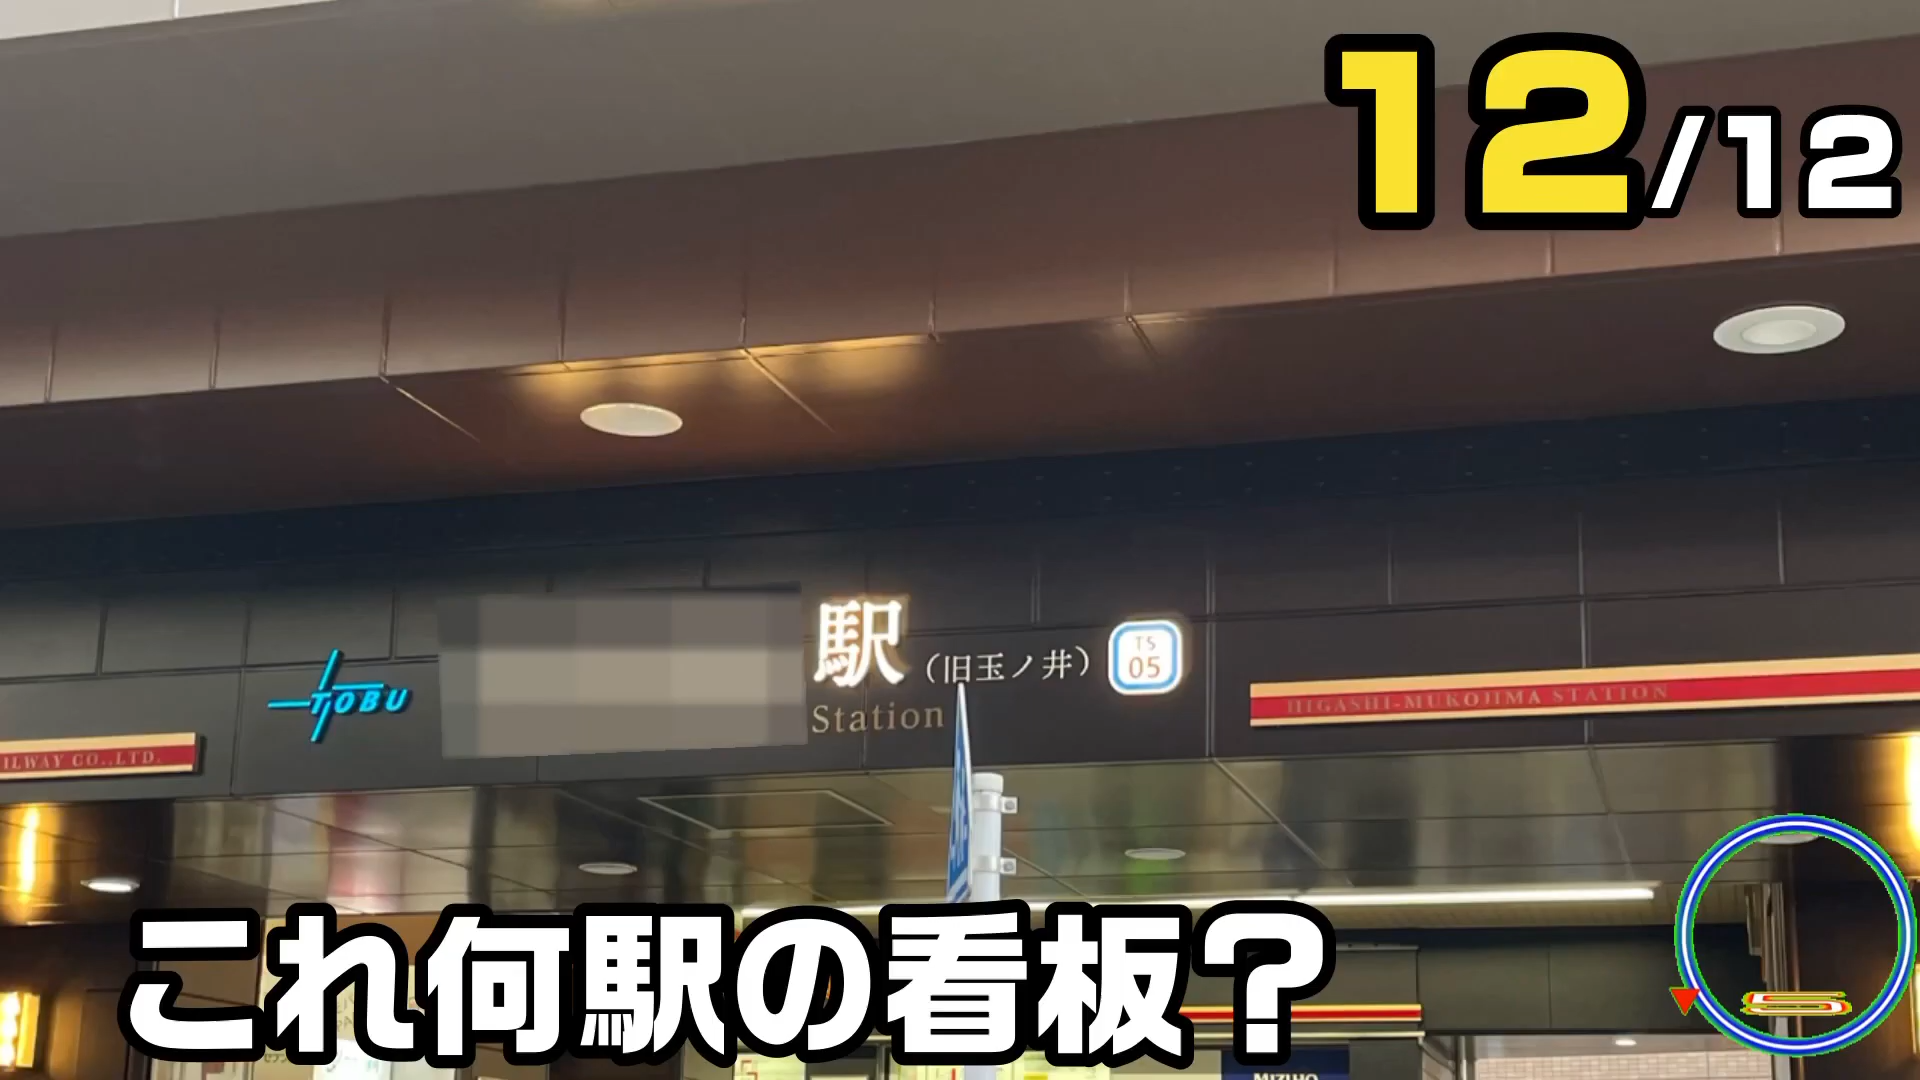 12/12
駅(旧玉ノ井) TS 05
TOBU
Station
HIGASHI-MUKOJIMA STATION
ILWAY CO.,LTD.
これ何駅の看板?
MIZUHO